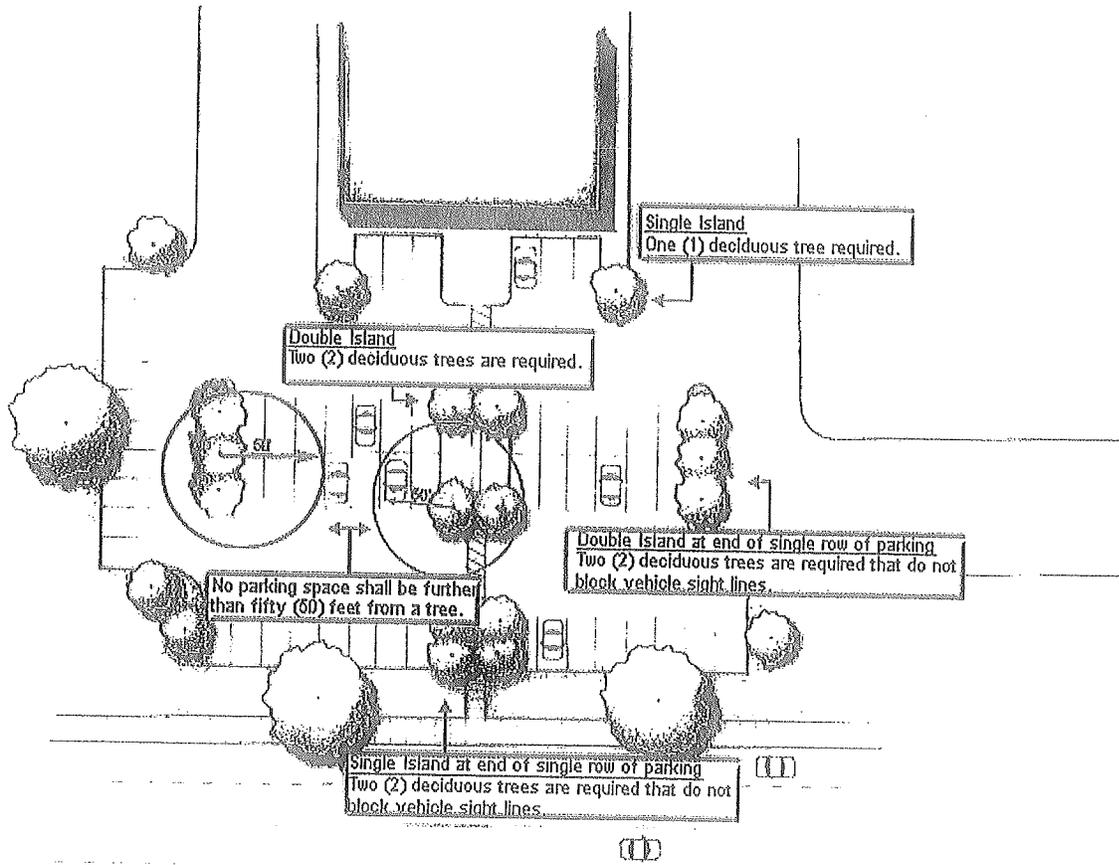 Single Island
One (1) deciduous tree required.
Double Island
Two (2) deciduous trees are required.
50'
50'
Double Island at end of single row of parking
Two (2) deciduous trees are required that do not
block vehicle sight lines.
No parking space shall be further
than fifty (50) feet from a tree.
Single Island at end of single row of parking
Two (2) deciduous trees are required that do not
block vehicle sight lines.